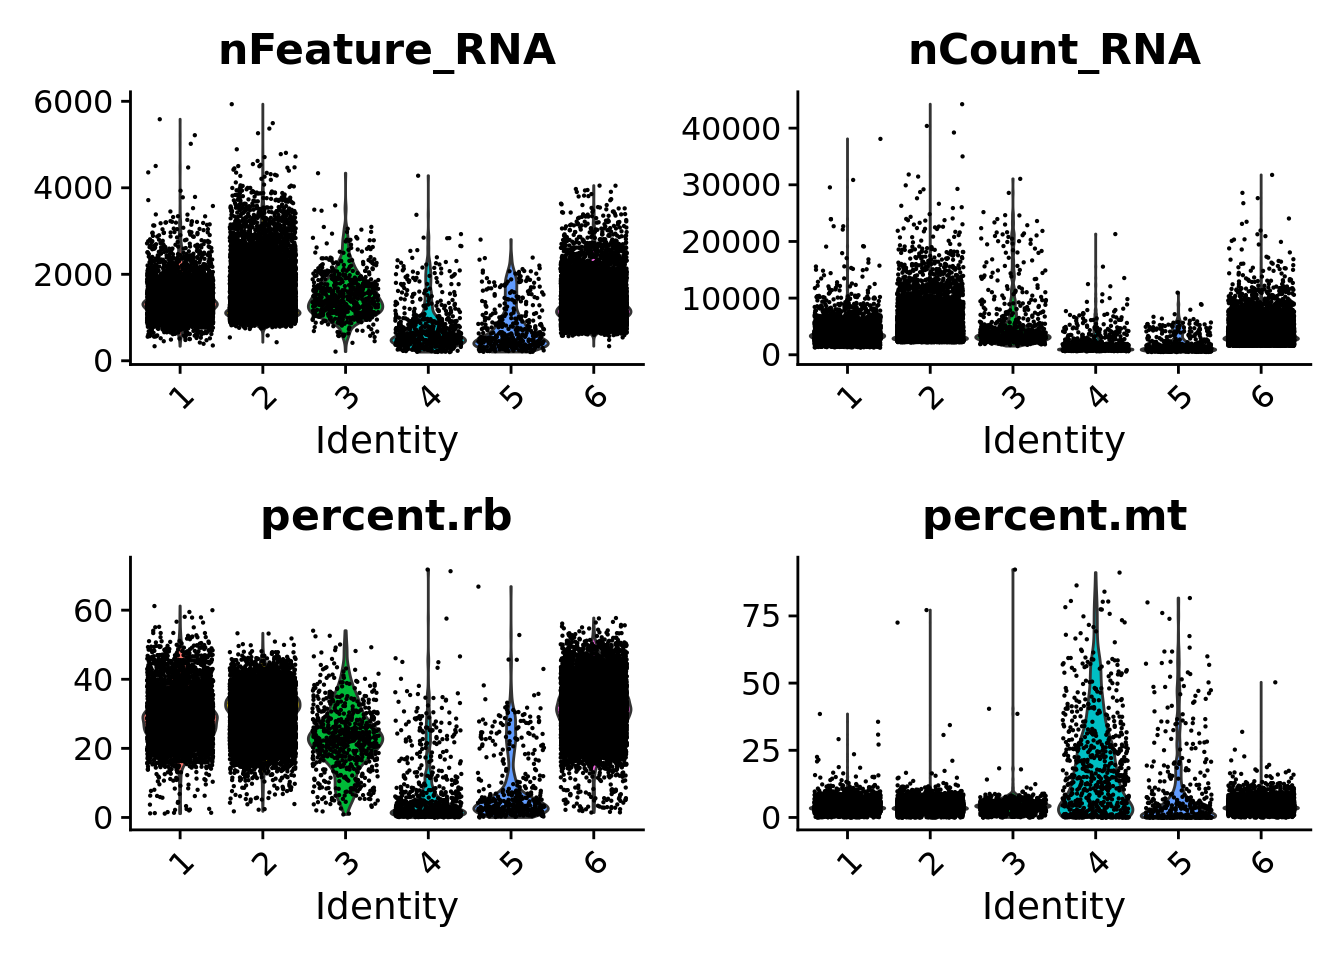 nFeature_RNA
6000
4000
2000
0
1 2 3 4 5 6
Identity
nCount_RNA
40000
30000
20000
10000
0
1 2 3 4 5 6
Identity
percent.rb
60
40
20
0
1 2 3 4 5 6
Identity
percent.mt
75
50
25
0
1 2 3 4 5 6
Identity